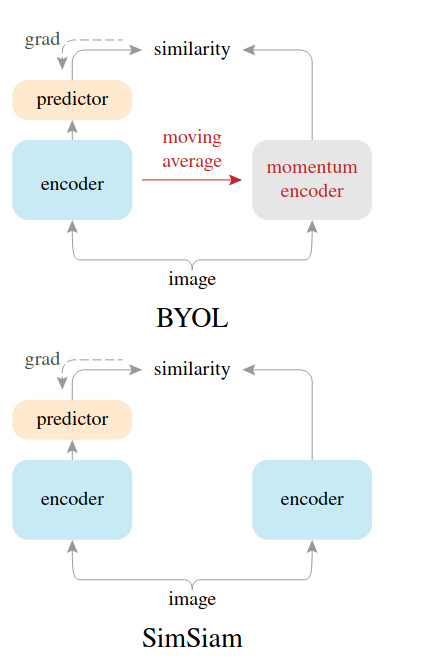 grad
similarity
predictor
moving
average
encoder
momentum
encoder
image
BYOL
grad
similarity
predictor
encoder
encoder
image
SimSiam